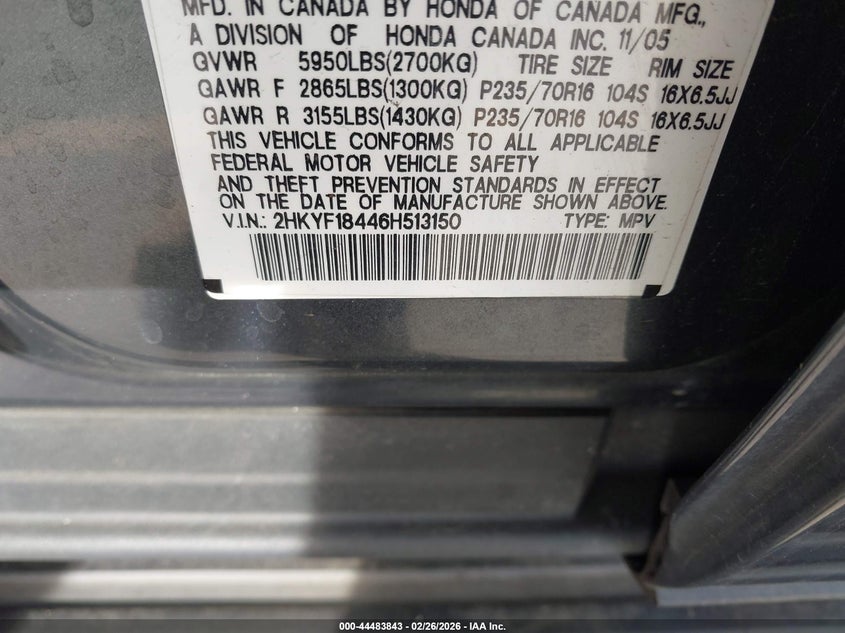 MFD. IN CANADA BY HONDA OF CANADA MFG.,
A DIVISION OF HONDA CANADA INC. 11/05
GVWR 5950LBS(2700KG) TIRE SIZE RIM SIZE
GAWR F 2865LBS(1300KG) P235/70R16 104S 16X6.5JJ
GAWR R 3155LBS(1430KG) P235/70R16 104S 16X6.5JJ
THIS VEHICLE CONFORMS TO ALL APPLICABLE
FEDERAL MOTOR VEHICLE SAFETY
AND THEFT PREVENTION STANDARDS IN EFFECT
ON THE DATE OF MANUFACTURE SHOWN ABOVE.
V.I.N.: 2HKYF18446H513150 TYPE: MPV
000-44483843 | 02/26/2026 - IAA Inc.